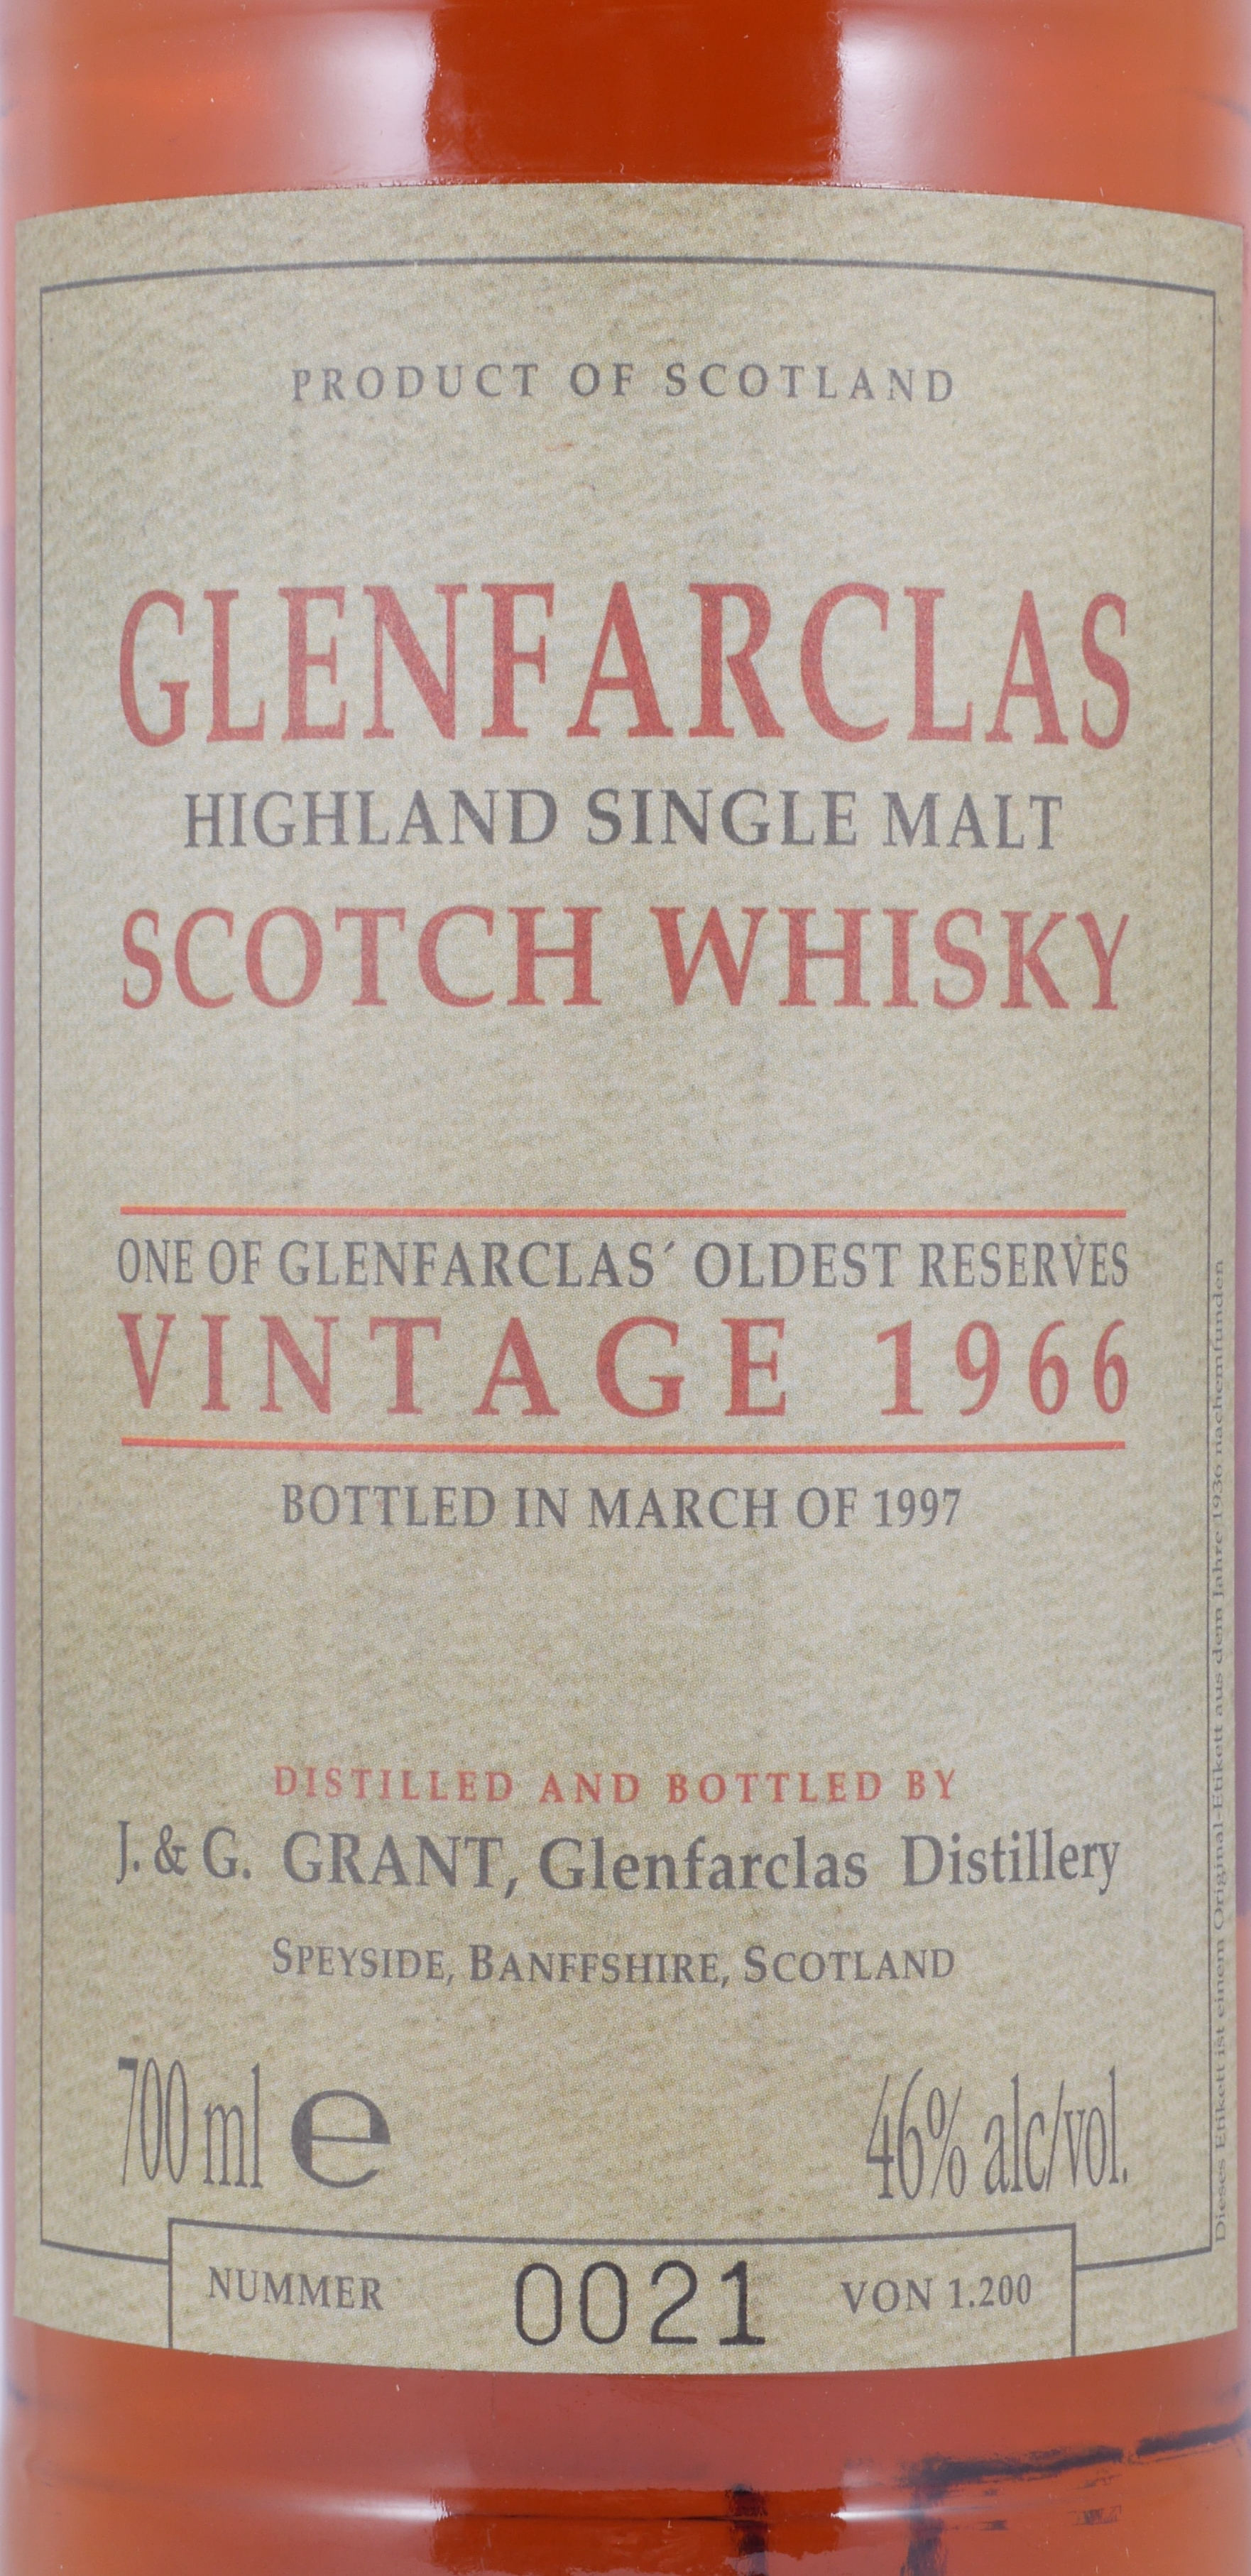 PRODUCT OF SCOTLAND
GLENFARCLAS
HIGHLAND SINGLE MALT
SCOTCH WHISKY
ONE OF GLENFARCLAS´ OLDEST RESERVES
VINTAGE 1966
BOTTLED IN MARCH OF 1997
DISTILLED AND BOTTLED BY
J. & G. GRANT, Glenfarclas Distillery
SPEYSIDE, BANFFSHIRE, SCOTLAND
700 ml e
46% alc/vol.
NUMMER 0021 VON 1.200
Dieses Etikett ist einem Original-Etikett aus dem Jahre 1936 nachemfunden